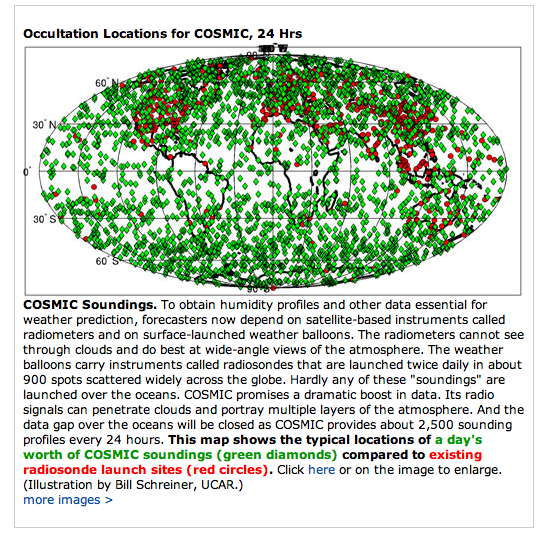 Occultation Locations for COSMIC, 24 Hrs
60° N
30° N
0°
30° S
60° S
90° S
COSMIC Soundings. To obtain humidity profiles and other data essential for
weather prediction, forecasters now depend on satellite-based instruments called
radiometers and on surface-launched weather balloons. The radiometers cannot see
through clouds and do best at wide-angle views of the atmosphere. The weather
balloons carry instruments called radiosondes that are launched twice daily in about
900 spots scattered widely across the globe. Hardly any of these "soundings" are
launched over the oceans. COSMIC promises a dramatic boost in data. Its radio
signals can penetrate clouds and portray multiple layers of the atmosphere. And the
data gap over the oceans will be closed as COSMIC provides about 2,500 sounding
profiles every 24 hours. This map shows the typical locations of a day's
worth of COSMIC soundings (green diamonds) compared to existing
radiosonde launch sites (red circles). Click here or on the image to enlarge.
(Illustration by Bill Schreiner, UCAR.)
more images >